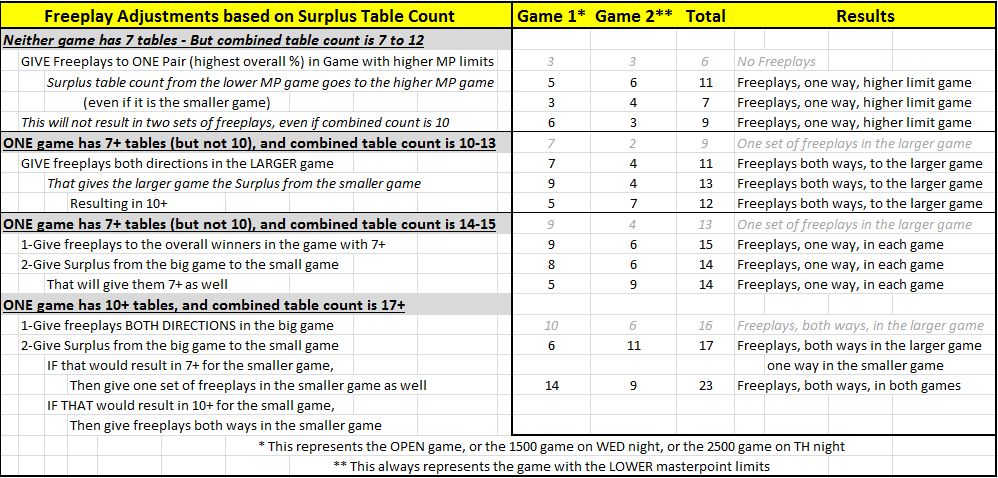 Freeplay Adjustments based on Surplus Table Count Game 1* Game 2** Total Results
Neither game has 7 tables - But combined table count is 7 to 12
GIVE Freeplays to ONE Pair (highest overall %) in Game with higher MP limits 3 3 6 No Freeplays
Surplus table count from the lower MP game goes to the higher MP game 5 6 11 Freeplays, one way, higher limit game
(even if it is the smaller game) 3 4 7 Freeplays, one way, higher limit game
This will not result in two sets of freeplays, even if combined count is 10 6 3 9 Freeplays, one way, higher limit game
ONE game has 7+ tables (but not 10), and combined table count is 10-13 7 2 9 One set of freeplays in the larger game
GIVE freeplays both directions in the LARGER game 7 4 11 Freeplays both ways, to the larger game
That gives the larger game the Surplus from the smaller game 9 4 13 Freeplays both ways, to the larger game
Resulting in 10+ 5 7 12 Freeplays both ways, to the larger game
ONE game has 7+ tables (but not 10), and combined table count is 14-15 9 4 13 One set of freeplays in the larger game
1-Give freeplays to the overall winners in the game with 7+ 9 6 15 Freeplays, one way, in each game
2-Give Surplus from the big game to the small game 8 6 14 Freeplays, one way, in each game
That will give them 7+ as well 5 9 14 Freeplays, one way, in each game
ONE game has 10+ tables, and combined table count is 17+
1-Give freeplays BOTH DIRECTIONS in the big game 10 6 16 Freeplays, both ways, in the larger game
2-Give Surplus from the big game to the small game 6 11 17 Freeplays, both ways in the larger game
IF that would result in 7+ for the smaller game, one way in the smaller game
Then give one set of freeplays in the smaller game as well 14 9 23 Freeplays, both ways, in both games
IF THAT would result in 10+ for the small game,
Then give freeplays both ways in the smaller game
* This represents the OPEN game, or the 1500 game on WED night, or the 2500 game on TH night
** This always represents the game with the LOWER masterpoint limits